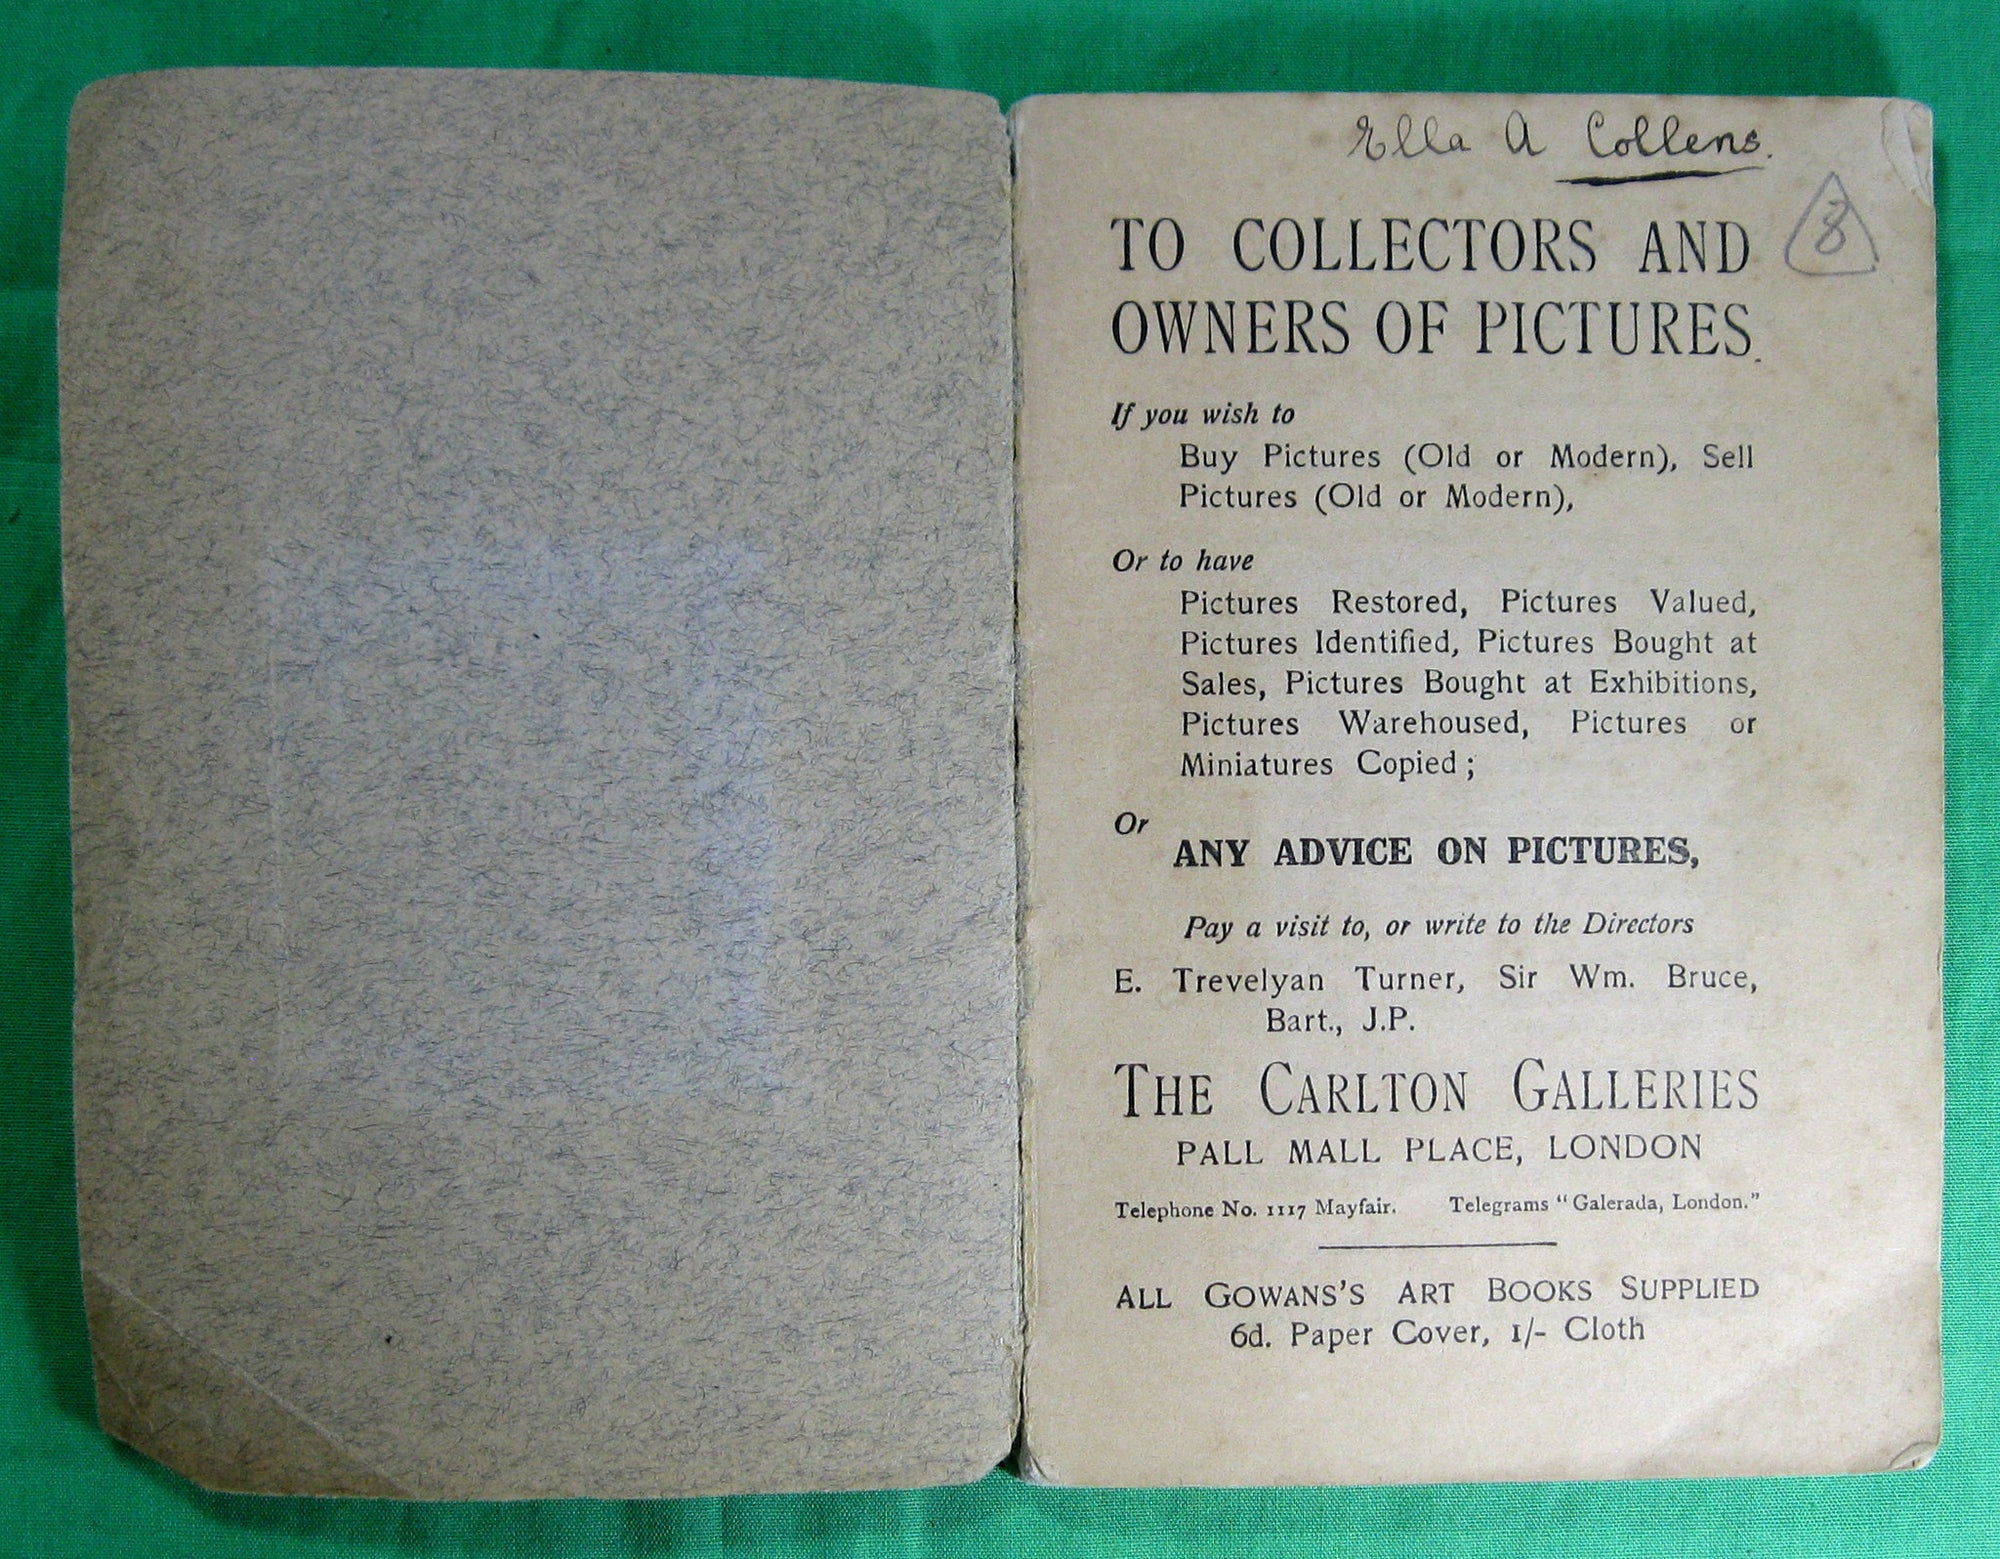 Ella A Collens.
8
TO COLLECTORS AND
OWNERS OF PICTURES.
If you wish to
Buy Pictures (Old or Modern), Sell
Pictures (Old or Modern),
Or to have
Pictures Restored, Pictures Valued,
Pictures Identified, Pictures Bought at
Sales, Pictures Bought at Exhibitions,
Pictures Warehoused, Pictures or
Miniatures Copied ;
Or
ANY ADVICE ON PICTURES,
Pay a visit to, or write to the Directors
E. Trevelyan Turner, Sir Wm. Bruce,
Bart., J.P.
THE CARLTON GALLERIES
PALL MALL PLACE, LONDON
Telephone No. 1117 Mayfair. Telegrams "Galerada, London."
ALL GOWANS'S ART BOOKS SUPPLIED
6d. Paper Cover, 1/- Cloth